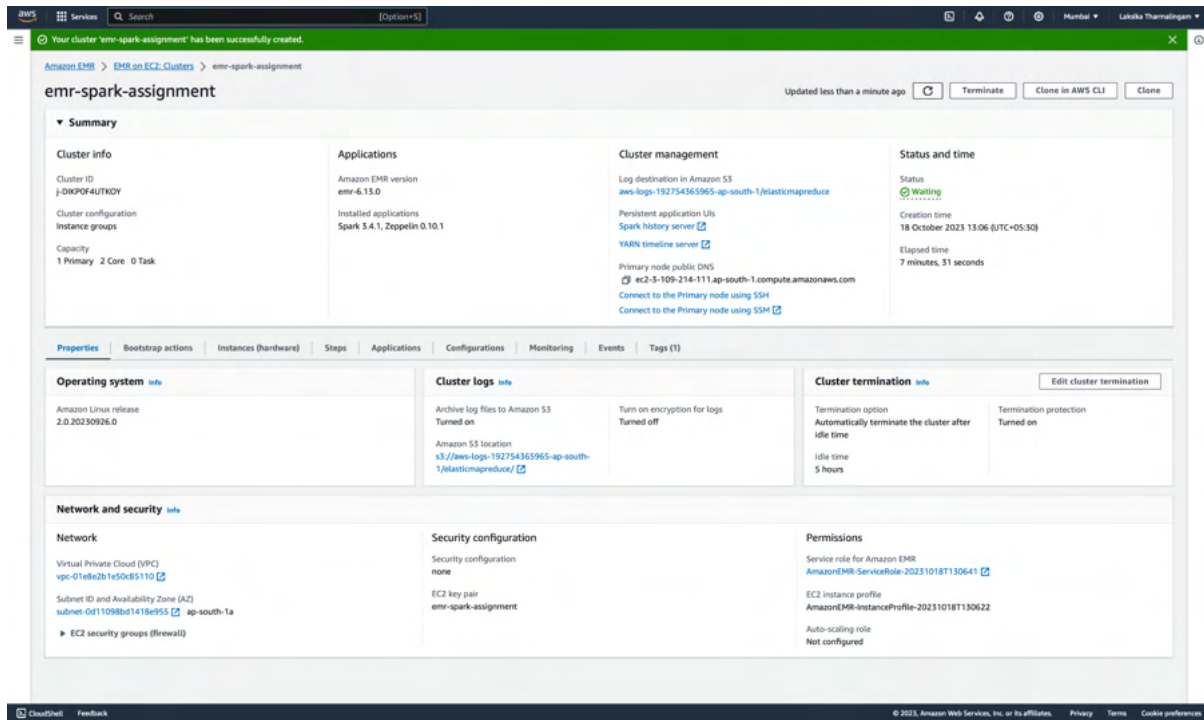 aws
Services
Search
[Option+S]
Mumbai
Laksika Tharmalingam
Your cluster 'emr-spark-assignment' has been successfully created.
Amazon EMR > EMR on EC2: Clusters > emr-spark-assignment
emr-spark-assignment
Updated less than a minute ago
Terminate
Clone in AWS CLI
Clone
Summary
Cluster info
Cluster ID
j-DIKP0F4UTKOY
Cluster configuration
Instance groups
Capacity
1 Primary 2 Core 0 Task
Applications
Amazon EMR version
emr-6.13.0
Installed applications
Spark 3.4.1, Zeppelin 0.10.1
Cluster management
Log destination in Amazon S3
aws-logs-192754365965-ap-south-1/elasticmapreduce
Persistent application UIs
Spark history server
YARN timeline server
Primary node public DNS
ec2-3-109-214-111.ap-south-1.compute.amazonaws.com
Connect to the Primary node using SSH
Connect to the Primary node using SSM
Status and time
Status
Waiting
Creation time
18 October 2023 13:06 (UTC+05:30)
Elapsed time
7 minutes, 31 seconds
Properties
Bootstrap actions
Instances (hardware)
Steps
Applications
Configurations
Monitoring
Events
Tags (1)
Operating system Info
Amazon Linux release
2.0.20230926.0
Cluster logs Info
Archive log files to Amazon S3
Turned on
Amazon S3 location
s3://aws-logs-192754365965-ap-south-
1/elasticmapreduce/
Turn on encryption for logs
Turned off
Cluster termination Info
Edit cluster termination
Termination option
Automatically terminate the cluster after
idle time
Idle time
5 hours
Termination protection
Turned on
Network and security Info
Network
Virtual Private Cloud (VPC)
vpc-01e8e2b1e50c85110
Subnet ID and Availability Zone (AZ)
subnet-0d11098bd1418e955 ap-south-1a
EC2 security groups (firewall)
Security configuration
Security configuration
none
EC2 key pair
emr-spark-assignment
Permissions
Service role for Amazon EMR
AmazonEMR-ServiceRole-20231018T130641
EC2 instance profile
AmazonEMR-InstanceProfile-20231018T130622
Auto-scaling role
Not configured
CloudShell
Feedback
© 2023, Amazon Web Services, Inc. or its affiliates.
Privacy
Terms
Cookie preferences